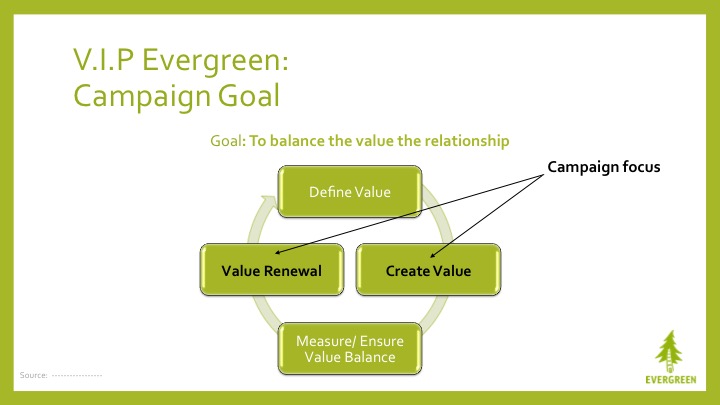 V.I.P Evergreen:
Campaign Goal
Goal: To balance the value the relationship
Campaign focus
Define Value
Value Renewal
Create Value
Measure/ Ensure
Value Balance
Source: -----------------
EVERGREEN